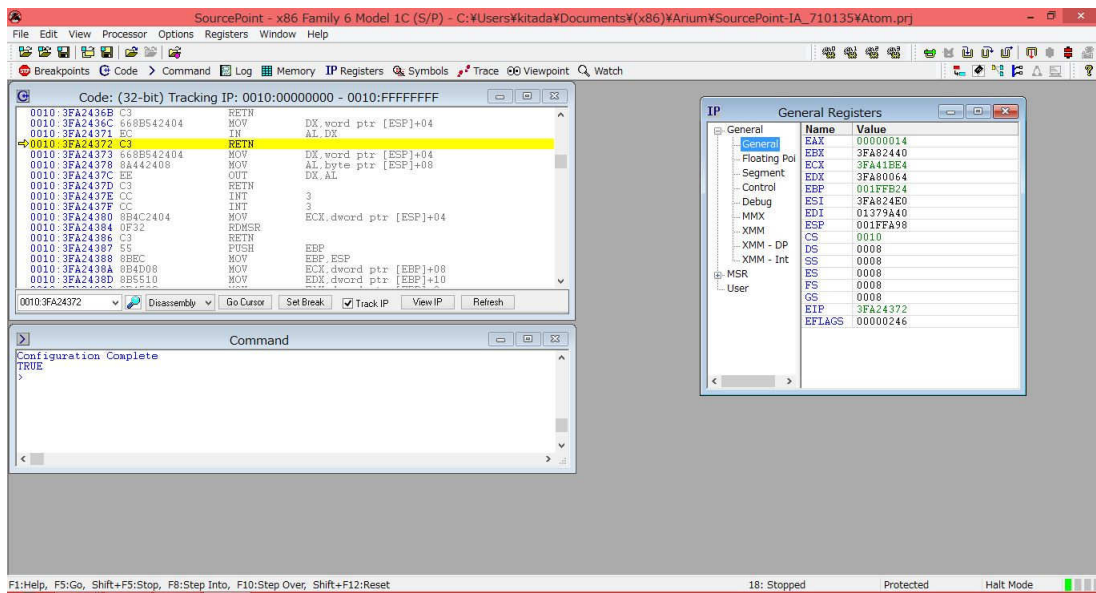 SourcePoint - x86 Family 6 Model 1C (S/P) - C:¥Users¥kitada¥Documents¥(x86)¥Arium¥SourcePoint-IA_710135¥Atom.prj
File Edit View Processor Options Registers Window Help
Breakpoints Code Command Log Memory IP Registers Symbols Trace Viewpoint Watch
Code: (32-bit) Tracking IP: 0010:00000000 - 0010:FFFFFFFF
0010:3FA2436B C3 RETN
0010:3FA2436C 668B542404 MOV DX,word ptr [ESP]+04
0010:3FA24371 EC IN AL,DX
0010:3FA24372 C3 RETN
0010:3FA24373 668B542404 MOV DX,word ptr [ESP]+04
0010:3FA24378 8A442408 MOV AL,byte ptr [ESP]+08
0010:3FA2437C EE OUT DX,AL
0010:3FA2437D C3 RETN
0010:3FA2437E CC INT 3
0010:3FA2437F CC INT 3
0010:3FA24380 8B4C2404 MOV ECX,dword ptr [ESP]+04
0010:3FA24384 0F32 RDMSR
0010:3FA24386 C3 RETN
0010:3FA24387 55 PUSH EBP
0010:3FA24388 8BEC MOV EBP,ESP
0010:3FA2438A 8B4D08 MOV ECX,dword ptr [EBP]+08
0010:3FA2438D 8B5510 MOV EDX,dword ptr [EBP]+10
0010:3FA24372 Disassembly Go Cursor Set Break Track IP View IP Refresh
Command
Configuration Complete
TRUE
>
IP General Registers
General
General
Floating Poi
Segment
Control
Debug
MMX
XMM
XMM - DP
XMM - Int
MSR
User
Name Value
EAX 00000014
EBX 3FA82440
ECX 3FA41BE4
EDX 3FA80064
EBP 001FFB24
ESI 3FA824E0
EDI 01379A40
ESP 001FFA98
CS 0010
DS 0008
SS 0008
ES 0008
FS 0008
GS 0008
EIP 3FA24372
EFLAGS 00000246
F1:Help, F5:Go, Shift+F5:Stop, F8:Step Into, F10:Step Over, Shift+F12:Reset
18: Stopped Protected Halt Mode